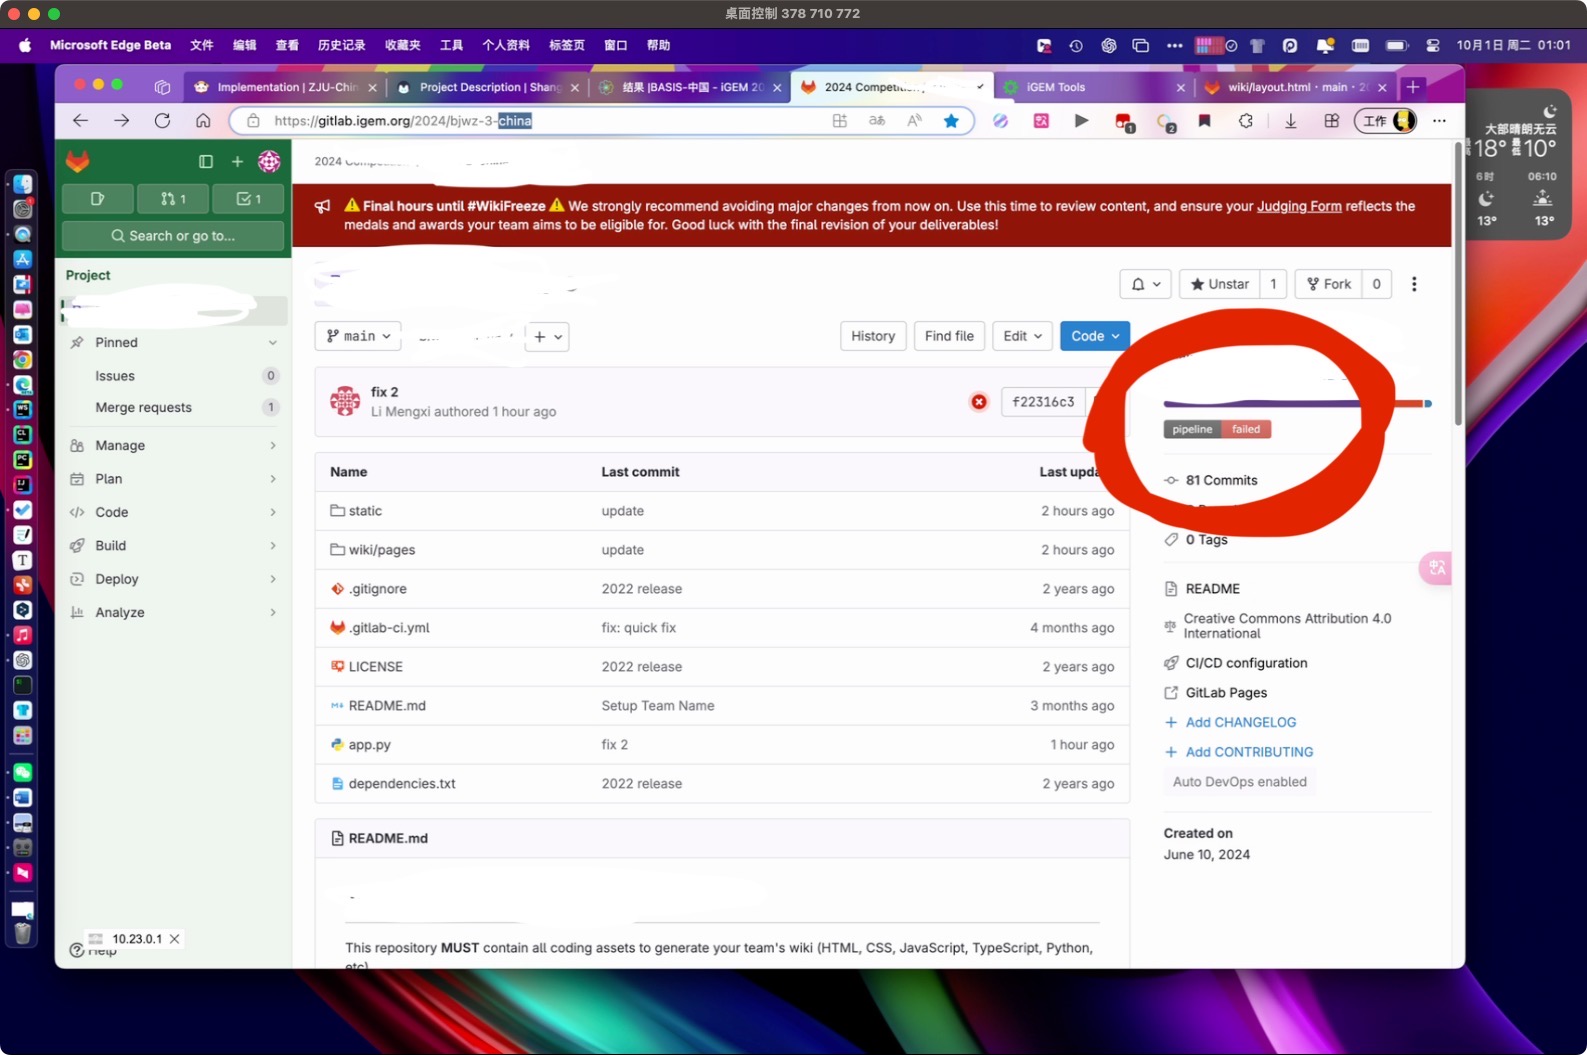 桌面控制 378 710 772
Microsoft Edge Beta 文件 编辑 查看 历史记录 收藏夹 工具 个人资料 标签页 窗口 帮助
10月1日 周二 01:01
Implementation | ZJU-Chin
Project Description | Shang
结果 |BASIS-中国 - iGEM 20
2024 Competition
iGEM Tools
wiki/layout.html · main · 20
https://gitlab.igem.org/2024/bjwz-3-china
1
2
工作
大部晴朗无云
最高 18° 最低 10°
6时 06:10
13° 13°
1 1
Search or go to...
Project
Pinned
Issues 0
Merge requests 1
Manage
Plan
Code
Build
Deploy
Analyze
Help
10.23.0.1
2024
Final hours until #WikiFreeze ⚠ We strongly recommend avoiding major changes from now on. Use this time to review content, and ensure your Judging Form reflects the
medals and awards your team aims to be eligible for. Good luck with the final revision of your deliverables!
Unstar 1 Fork 0
main
History Find file Edit Code
fix 2
Li Mengxi authored 1 hour ago
f22316c3
Name Last commit Last upda
static update 2 hours ago
wiki/pages update 2 hours ago
.gitignore 2022 release 2 years ago
.gitlab-ci.yml fix: quick fix 4 months ago
LICENSE 2022 release 2 years ago
README.md Setup Team Name 3 months ago
app.py fix 2 1 hour ago
dependencies.txt 2022 release 2 years ago
README.md
This repository MUST contain all coding assets to generate your team's wiki (HTML, CSS, JavaScript, TypeScript, Python,
etc)
pipeline failed
81 Commits
0 Tags
README
Creative Commons Attribution 4.0
International
CI/CD configuration
GitLab Pages
Add CHANGELOG
Add CONTRIBUTING
Auto DevOps enabled
Created on
June 10, 2024